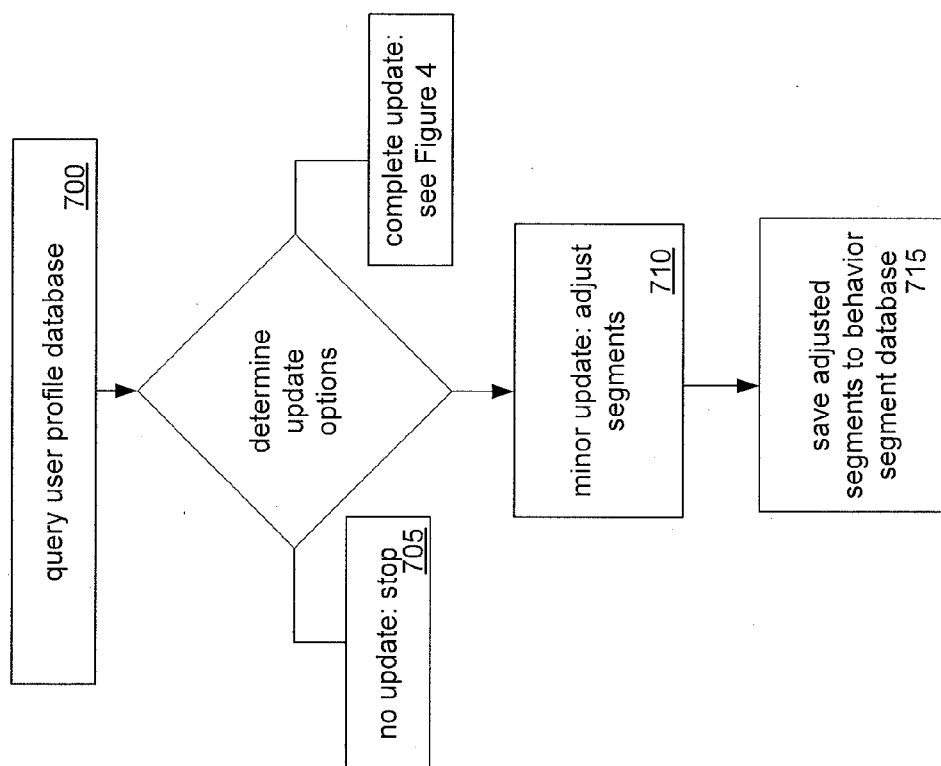 query user profile database
700
determine
update
options
no update: stop
705
complete update:
see Figure 4
minor update: adjust
segments
710
save adjusted
segments to behavior
segment database
715